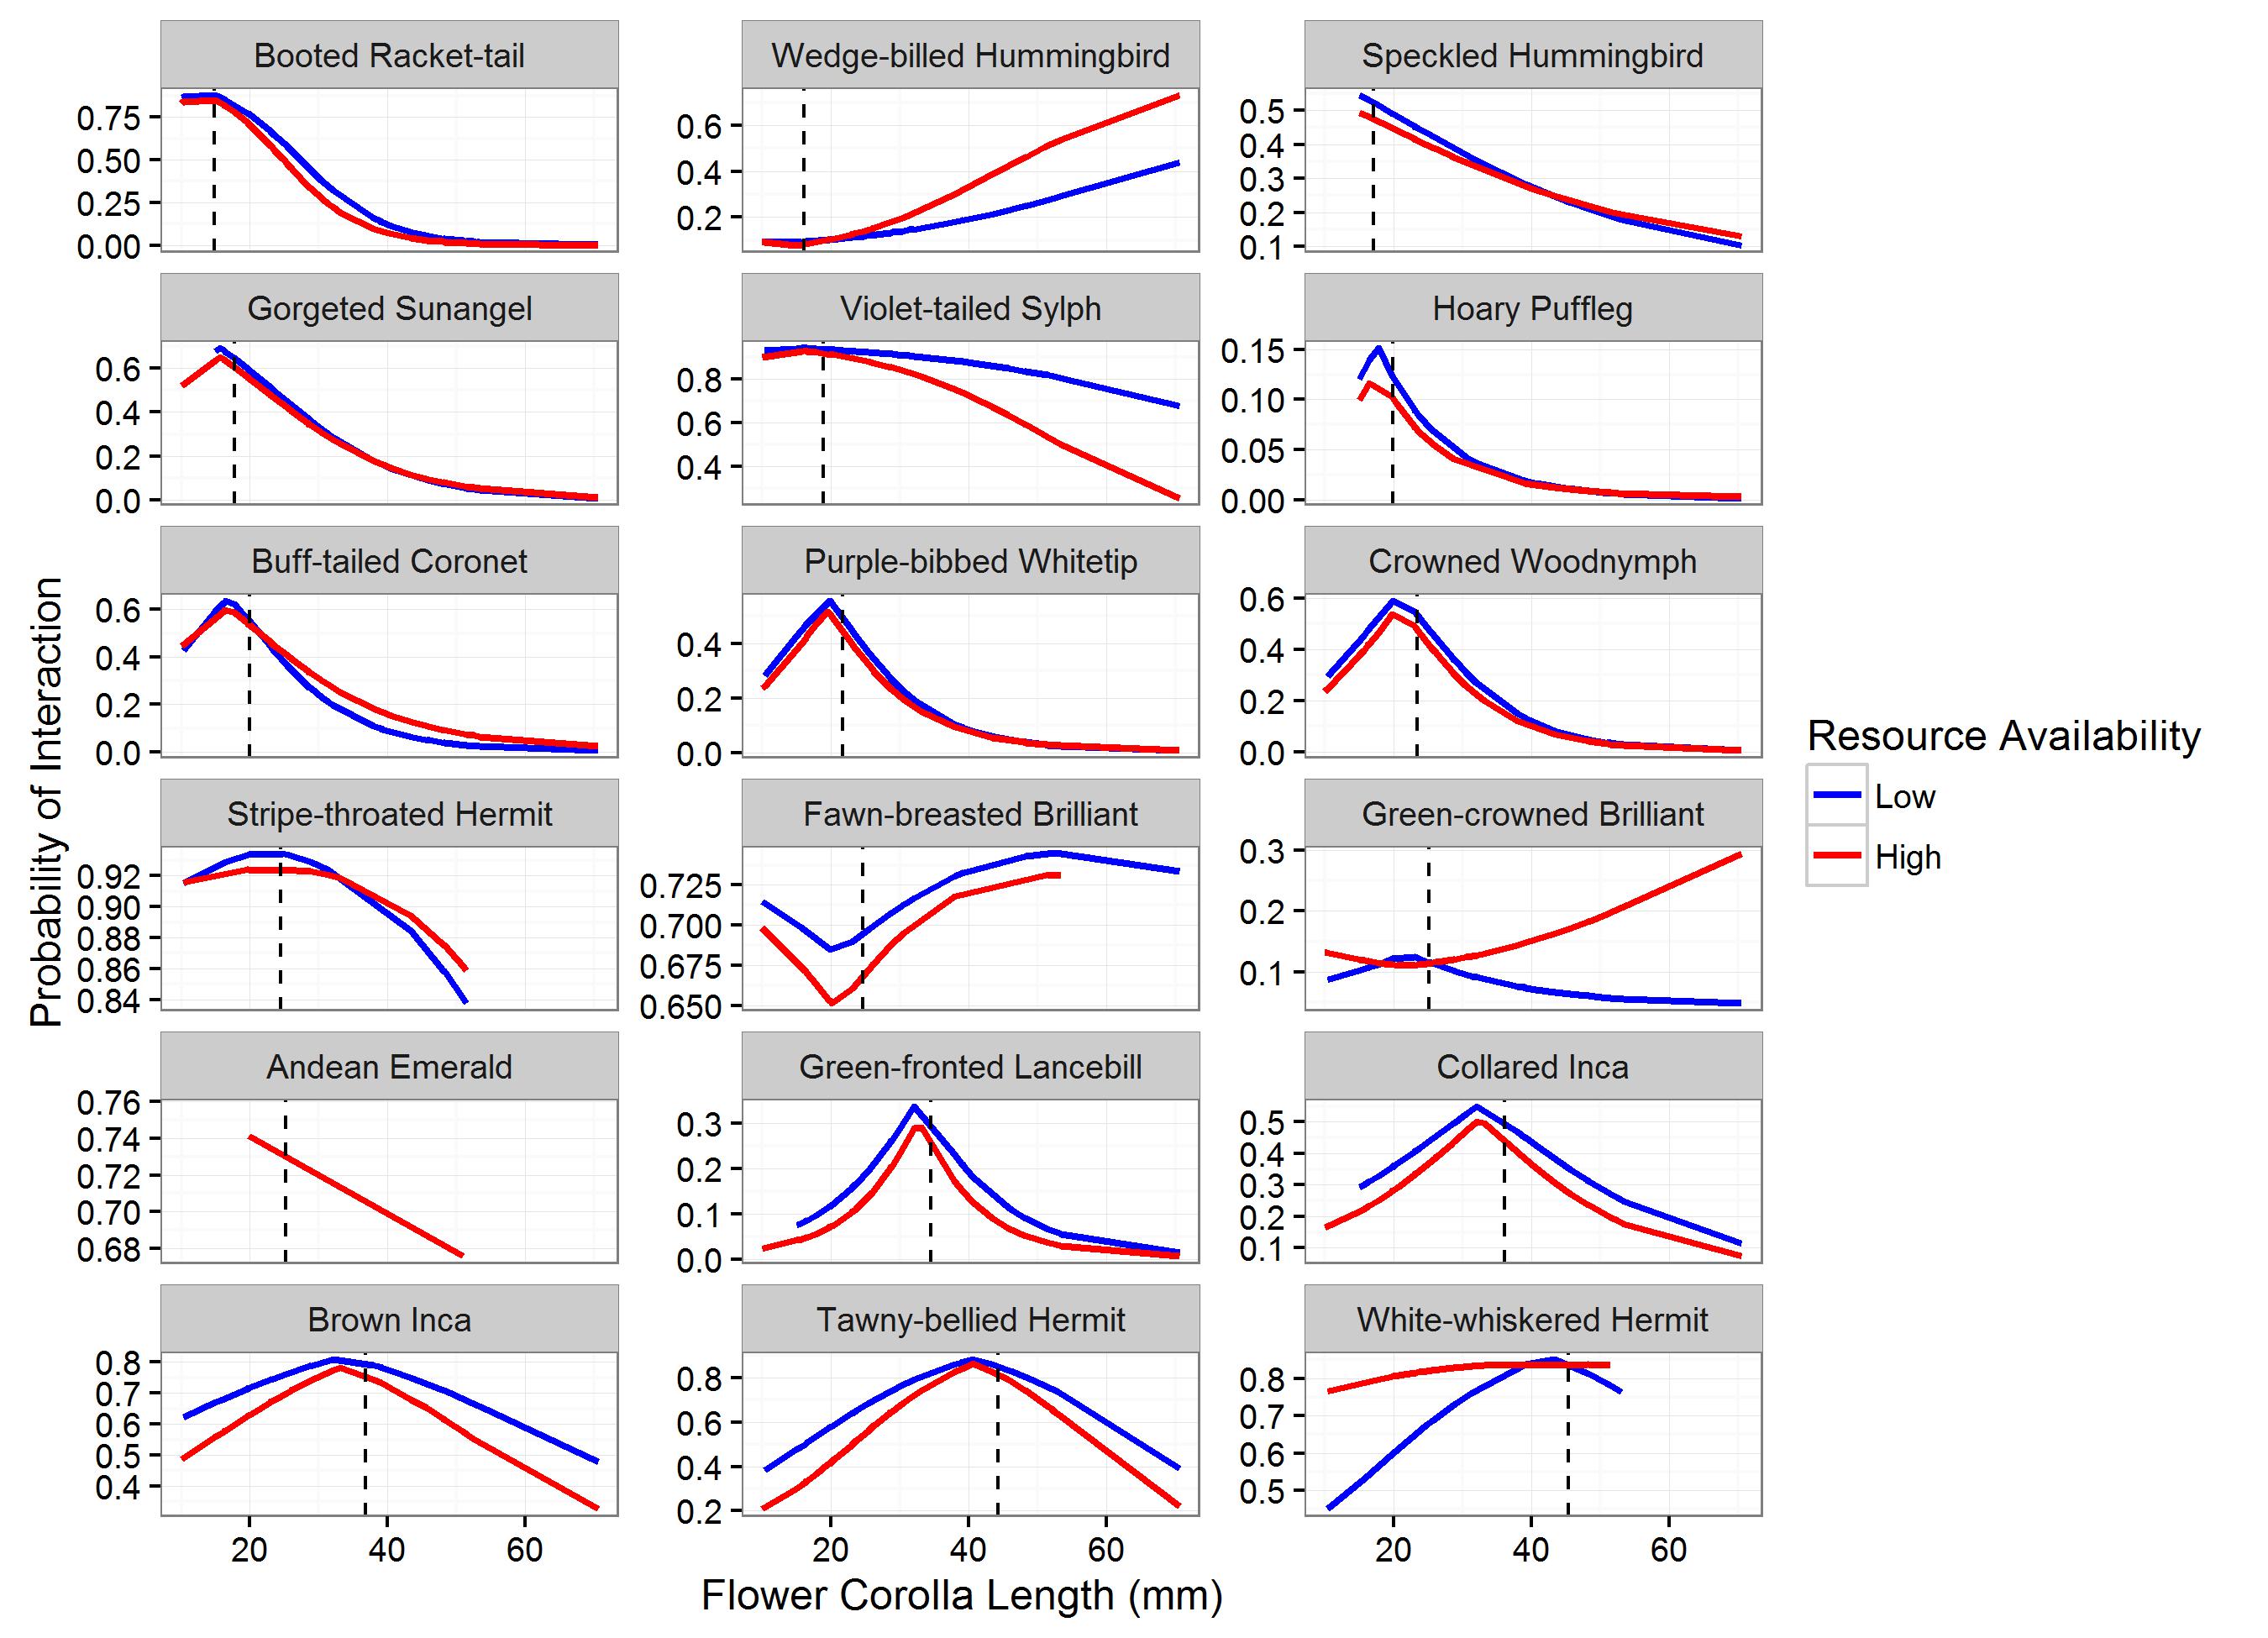 Booted Racket-tail
Wedge-billed Hummingbird
Speckled Hummingbird
0.75
0.50
0.25
0.00
0.6
0.4
0.2
0.5
0.4
0.3
0.2
0.1
Gorgeted Sunangel
Violet-tailed Sylph
Hoary Puffleg
0.6
0.4
0.2
0.0
0.8
0.6
0.4
0.15
0.10
0.05
0.00
Buff-tailed Coronet
Purple-bibbed Whitetip
Crowned Woodnymph
0.6
0.4
0.2
0.0
0.4
0.2
0.0
0.6
0.4
0.2
0.0
Stripe-throated Hermit
Fawn-breasted Brilliant
Green-crowned Brilliant
0.92
0.90
0.88
0.86
0.84
0.725
0.700
0.675
0.650
0.3
0.2
0.1
Andean Emerald
Green-fronted Lancebill
Collared Inca
0.76
0.74
0.72
0.70
0.68
0.3
0.2
0.1
0.0
0.5
0.4
0.3
0.2
0.1
Brown Inca
Tawny-bellied Hermit
White-whiskered Hermit
0.8
0.7
0.6
0.5
0.4
0.8
0.6
0.4
0.2
0.8
0.7
0.6
0.5
20 40 60
20 40 60
20 40 60
Flower Corolla Length (mm)
Probability of Interaction
Resource Availability
Low
High